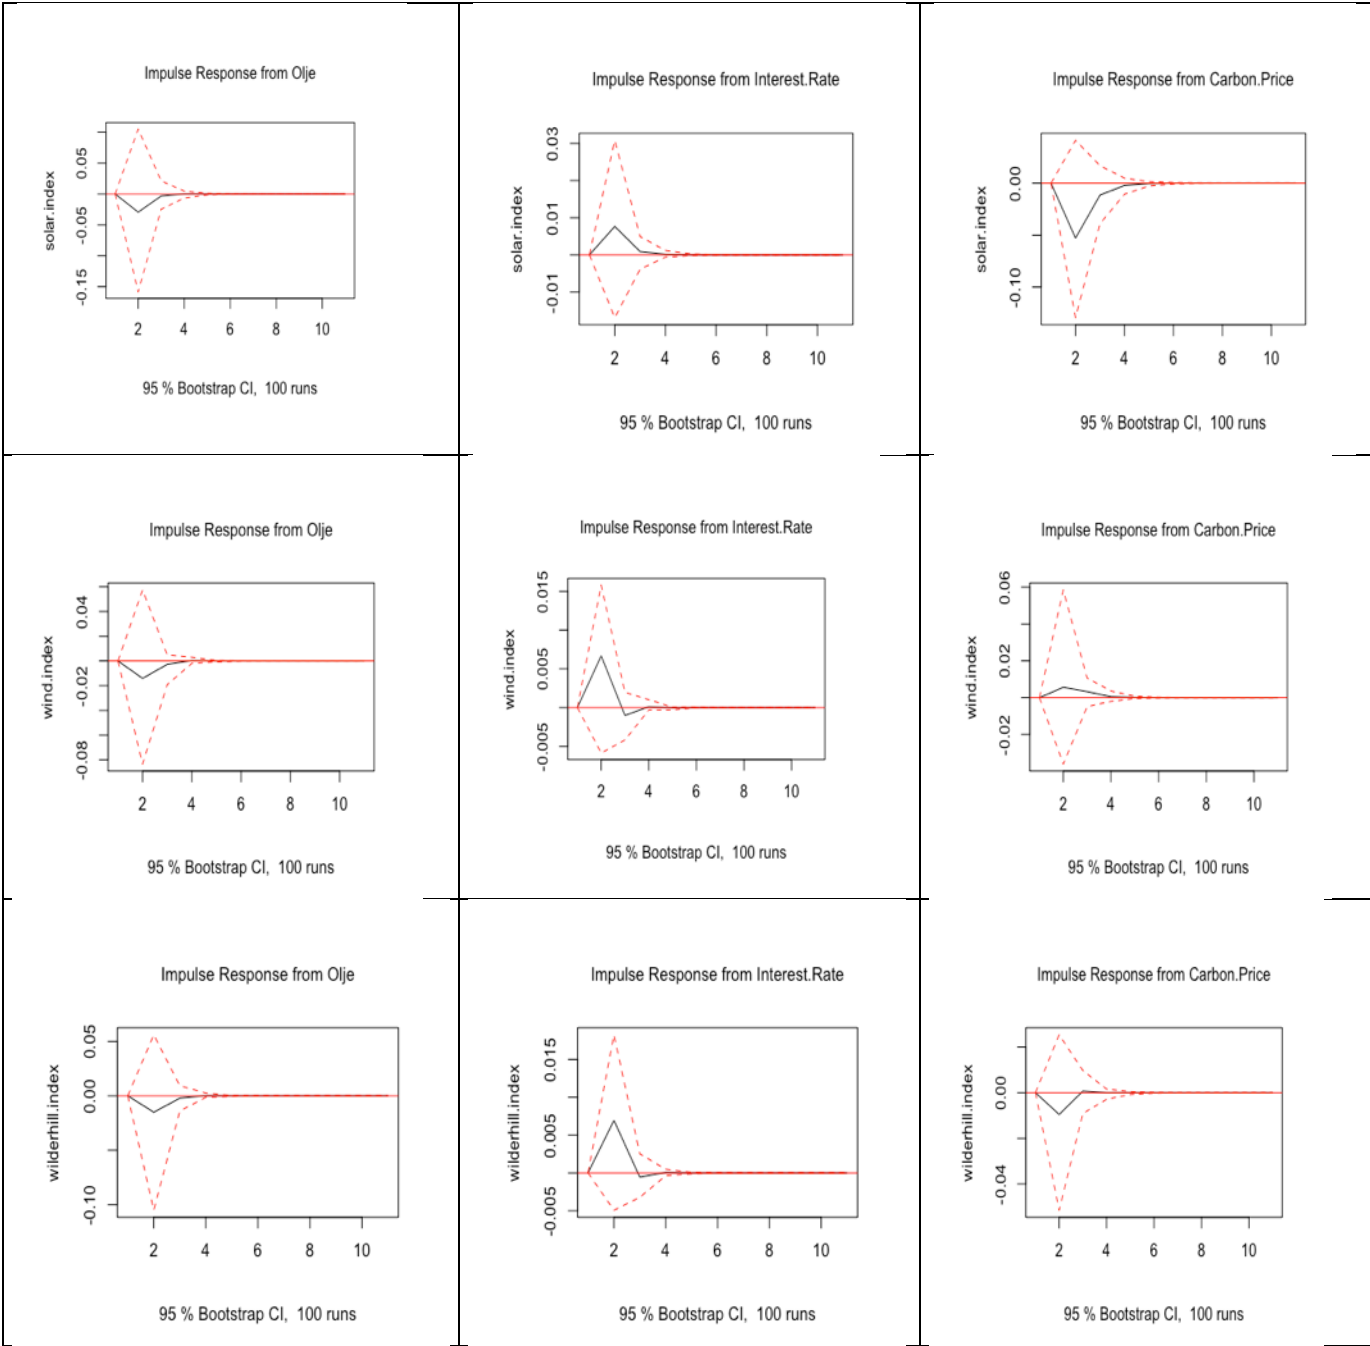 Impulse Response from Olje
solar.index
0.05
-0.05
-0.15
2 4 6 8 10
95 % Bootstrap CI, 100 runs
Impulse Response from Interest.Rate
solar.index
0.03
0.01
-0.01
2 4 6 8 10
95 % Bootstrap CI, 100 runs
Impulse Response from Carbon.Price
solar.index
0.00
-0.10
2 4 6 8 10
95 % Bootstrap CI, 100 runs
Impulse Response from Olje
wind.index
0.04
-0.02
-0.08
2 4 6 8 10
95 % Bootstrap CI, 100 runs
Impulse Response from Interest.Rate
wind.index
0.015
0.005
-0.005
2 4 6 8 10
95 % Bootstrap CI, 100 runs
Impulse Response from Carbon.Price
wind.index
0.06
0.02
-0.02
2 4 6 8 10
95 % Bootstrap CI, 100 runs
Impulse Response from Olje
wilderhill.index
0.05
0.00
-0.10
2 4 6 8 10
95 % Bootstrap CI, 100 runs
Impulse Response from Interest.Rate
wilderhill.index
0.015
0.005
-0.005
2 4 6 8 10
95 % Bootstrap CI, 100 runs
Impulse Response from Carbon.Price
wilderhill.index
0.00
-0.04
2 4 6 8 10
95 % Bootstrap CI, 100 runs